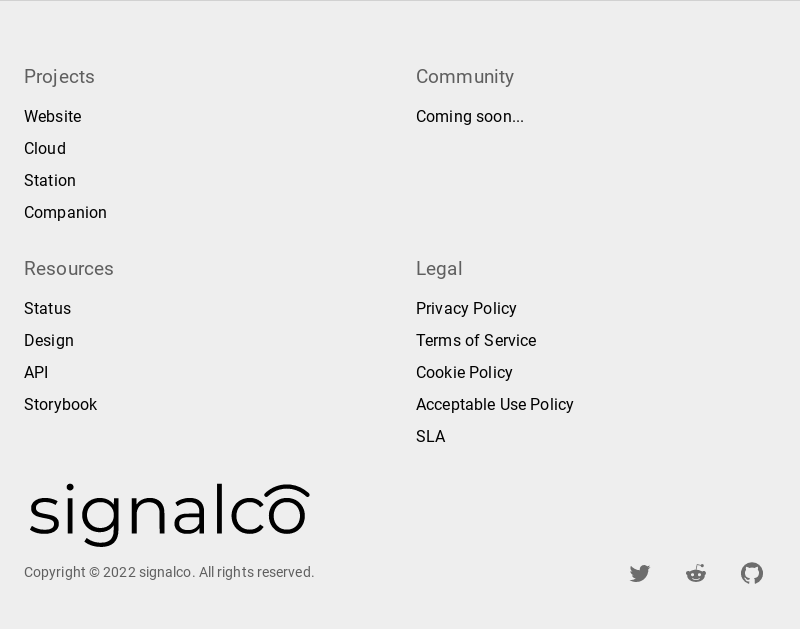 Projects
Website
Cloud
Station
Companion
Community
Coming soon...
Resources
Status
Design
API
Storybook
Legal
Privacy Policy
Terms of Service
Cookie Policy
Acceptable Use Policy
SLA
signalco
Copyright © 2022 signalco. All rights reserved.